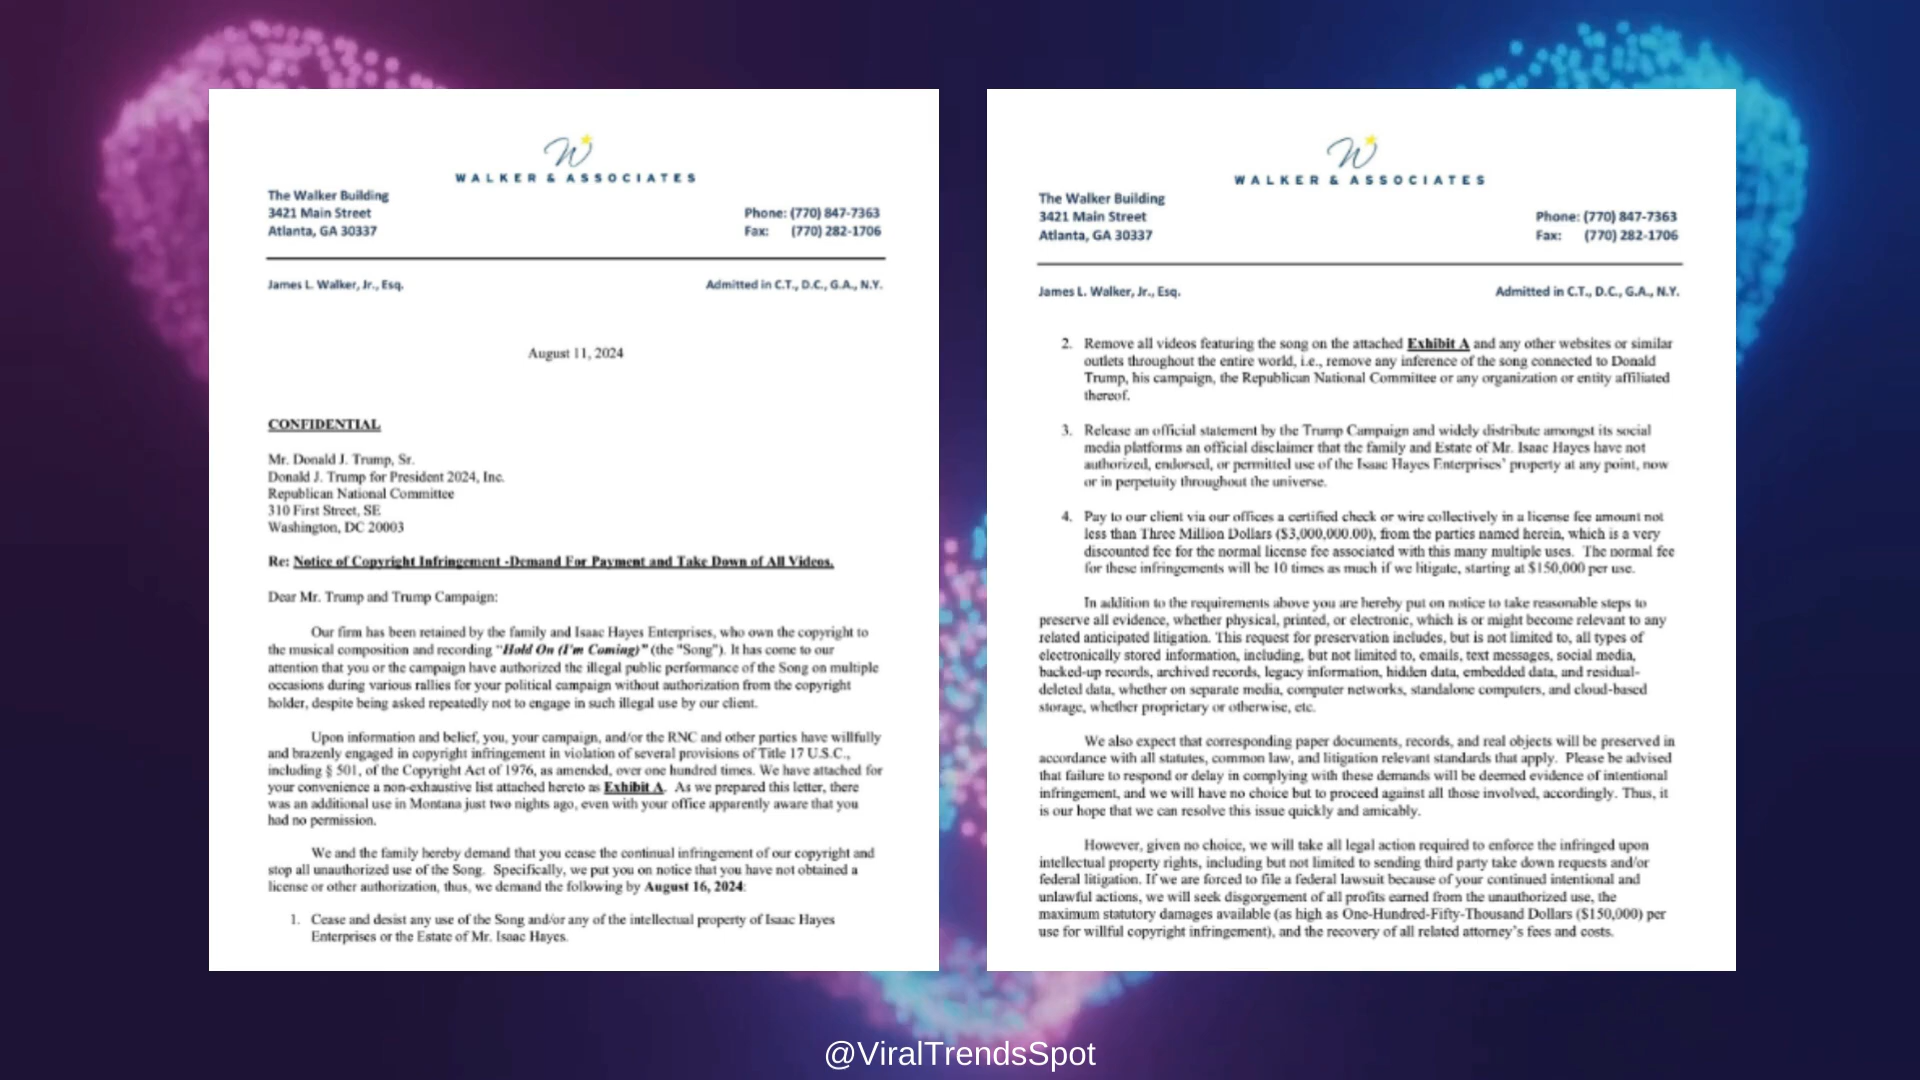 W
WALKER & ASSOCIATES
The Walker Building
3421 Main Street
Atlanta, GA 30337
Phone: (770) 847-7363
Fax: (770) 282-1706
James L. Walker, Jr., Esq.
Admitted in C.T., D.C., G.A., N.Y.
August 11, 2024
CONFIDENTIAL
Mr. Donald J. Trump, Sr.
Donald J. Trump for President 2024, Inc.
Republican National Committee
310 First Street, SE
Washington, DC 20003
Re: Notice of Copyright Infringement -Demand For Payment and Take Down of All Videos.
Dear Mr. Trump and Trump Campaign:
Our firm has been retained by the family and Isaac Hayes Enterprises, who own the copyright to
the musical composition and recording "Hold On (I'm Coming)" (the "Song"). It has come to our
attention that you or the campaign have authorized the illegal public performance of the Song on multiple
occasions during various rallies for your political campaign without authorization from the copyright
holder, despite being asked repeatedly not to engage in such illegal use by our client.
Upon information and belief, you, your campaign, and/or the RNC and other parties have willfully
and brazenly engaged in copyright infringement in violation of several provisions of Title 17 U.S.C.,
including § 501, of the Copyright Act of 1976, as amended, over one hundred times. We have attached for
your convenience a non-exhaustive list attached hereto as Exhibit A. As we prepared this letter, there
was an additional use in Montana just two nights ago, even with your office apparently aware that you
had no permission.
We and the family hereby demand that you cease the continual infringement of our copyright and
stop all unauthorized use of the Song. Specifically, we put you on notice that you have not obtained a
license or other authorization, thus, we demand the following by August 16, 2024:
1. Cease and desist any use of the Song and/or any of the intellectual property of Isaac Hayes
Enterprises or the Estate of Mr. Isaac Hayes.
W
WALKER & ASSOCIATES
The Walker Building
3421 Main Street
Atlanta, GA 30337
Phone: (770) 847-7363
Fax: (770) 282-1706
James L. Walker, Jr., Esq.
Admitted in C.T., D.C., G.A., N.Y.
2. Remove all videos featuring the song on the attached Exhibit A and any other websites or similar
outlets throughout the entire world, i.e., remove any inference of the song connected to Donald
Trump, his campaign, the Republican National Committee or any organization or entity affiliated
thereof.
3. Release an official statement by the Trump Campaign and widely distribute amongst its social
media platforms an official disclaimer that the family and Estate of Mr. Isaac Hayes have not
authorized, endorsed, or permitted use of the Isaac Hayes Enterprises' property at any point, now
or in perpetuity throughout the universe.
4. Pay to our client via our offices a certified check or wire collectively in a license fee amount not
less than Three Million Dollars ($3,000,000.00), from the parties named herein, which is a very
discounted fee for the normal license fee associated with this many multiple uses. The normal fee
for these infringements will be 10 times as much if we litigate, starting at $150,000 per use.
In addition to the requirements above you are hereby put on notice to take reasonable steps to
preserve all evidence, whether physical, printed, or electronic, which is or might become relevant to any
related anticipated litigation. This request for preservation includes, but is not limited to, all types of
electronically stored information, including, but not limited to, emails, text messages, social media,
backed-up records, archived records, legacy information, hidden data, embedded data, and residual-
deleted data, whether on separate media, computer networks, standalone computers, and cloud-based
storage, whether proprietary or otherwise, etc.
We also expect that corresponding paper documents, records, and real objects will be preserved in
accordance with all statutes, common law, and litigation relevant standards that apply. Please be advised
that failure to respond or delay in complying with these demands will be deemed evidence of intentional
infringement, and we will have no choice but to proceed against all those involved, accordingly. Thus, it
is our hope that we can resolve this issue quickly and amicably.
However, given no choice, we will take all legal action required to enforce the infringed upon
intellectual property rights, including but not limited to sending third party take down requests and/or
federal litigation. If we are forced to file a federal lawsuit because of your continued intentional and
unlawful actions, we will seek disgorgement of all profits earned from the unauthorized use, the
maximum statutory damages available (as high as One-Hundred-Fifty-Thousand Dollars ($150,000) per
use for willful copyright infringement), and the recovery of all related attorney's fees and costs.
@ViralTrendsSpot